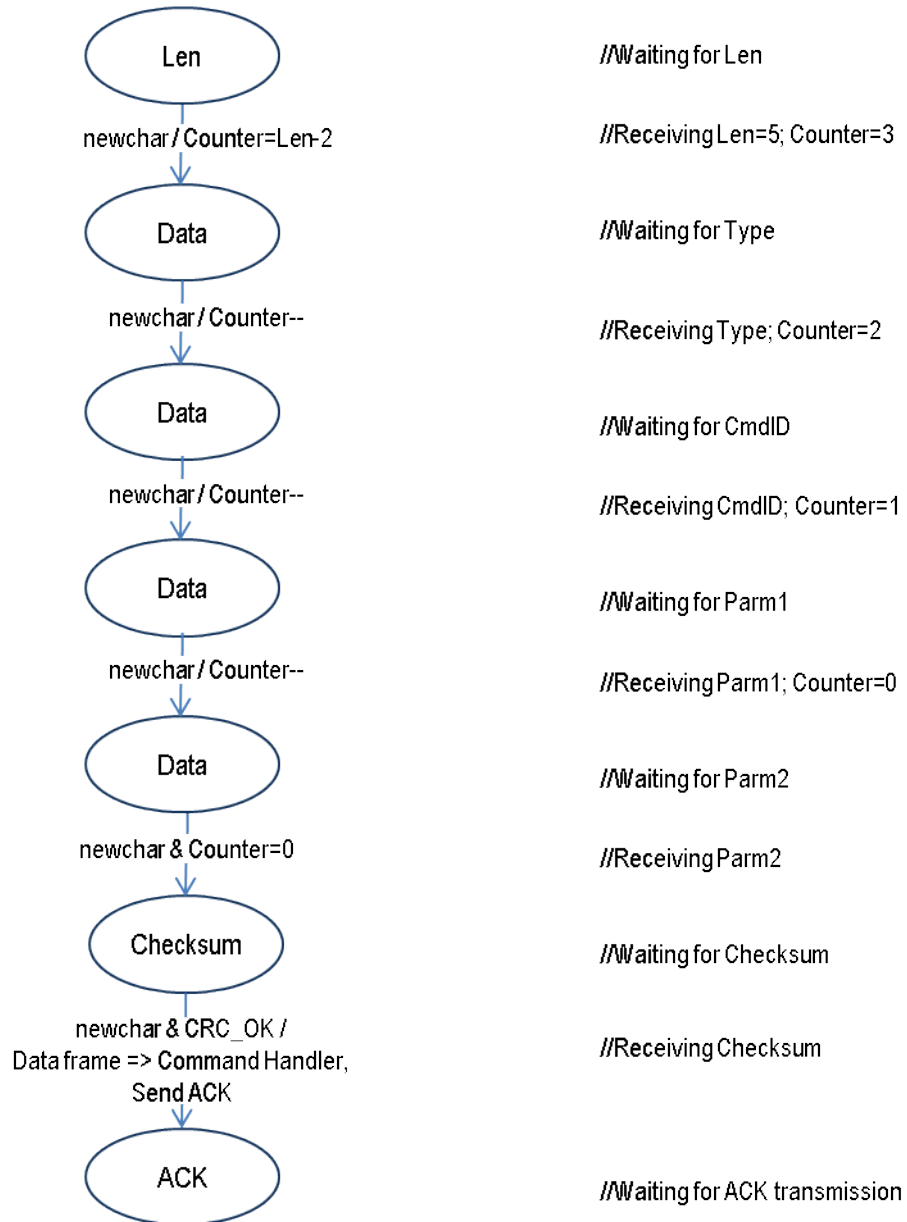 Len
//Waiting for Len
newchar / Counter=Len-2
//Receiving Len=5; Counter=3
Data
//Waiting for Type
newchar / Counter--
//Receiving Type; Counter=2
Data
//Waiting for CmdID
newchar / Counter--
//Receiving CmdID; Counter=1
Data
//Waiting for Parm1
newchar / Counter--
//Receiving Parm1; Counter=0
Data
//Waiting for Parm2
newchar & Counter=0
//Receiving Parm2
Checksum
//Waiting for Checksum
newchar & CRC_OK /
Data frame => Command Handler,
Send ACK
//Receiving Checksum
ACK
//Waiting for ACK transmission